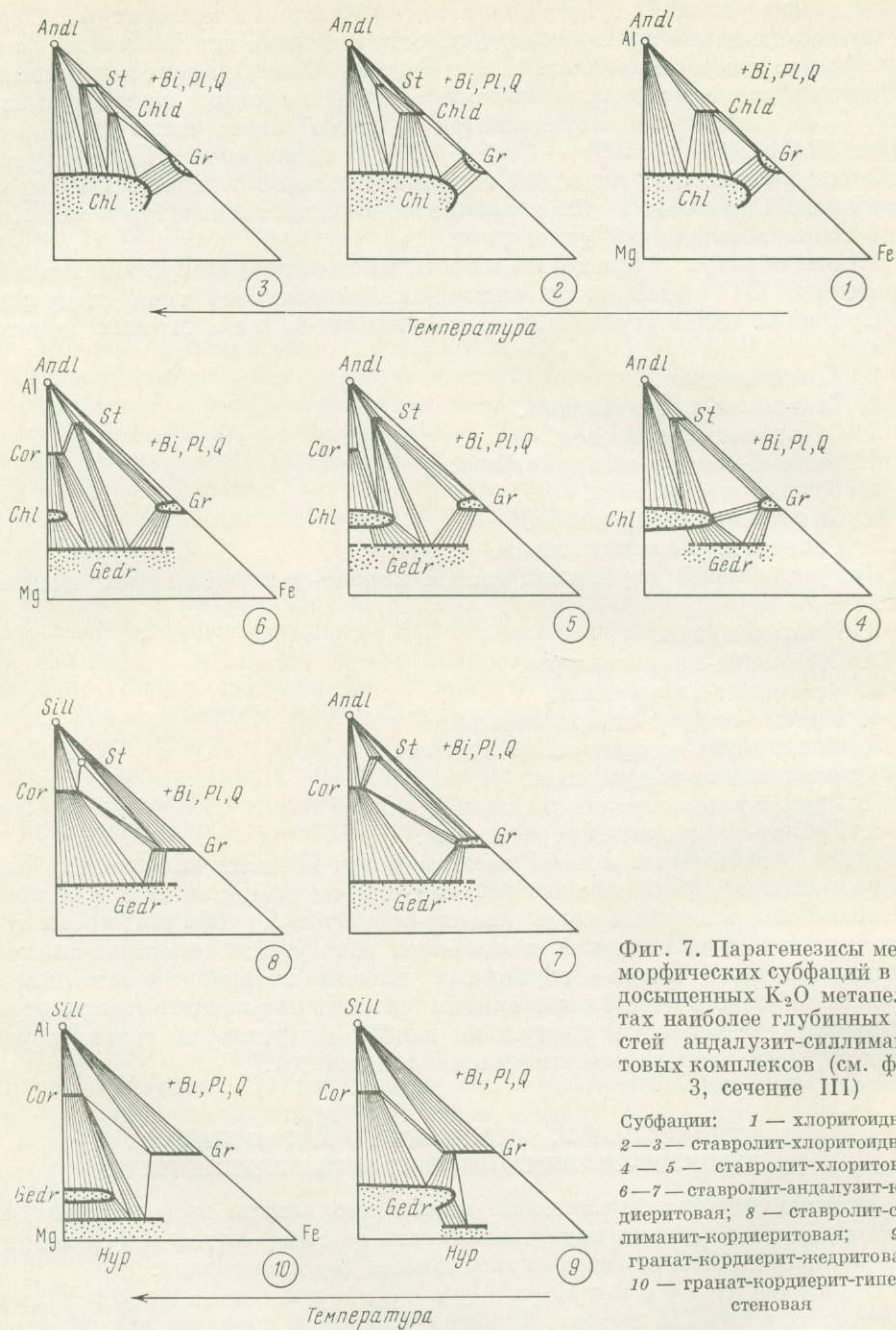 Andl
St +Bi, Pl, Q
Chld
Gr
Chl
3
Andl
St +Bi, Pl, Q
Chld
Gr
Chl
2
Andl
Al
+Bi, Pl, Q
Chld
Gr
Chl
Mg Fe
1
Температура
Andl
Al
St
+Bi, Pl, Q
Cor
Gr
Chl
Gedr
Mg Fe
6
Andl
St
+Bi, Pl, Q
Cor
Gr
Chl
Gedr
5
Andl
St
+Bi, Pl, Q
Gr
Chl
Gedr
4
Sill
St
+Bi, Pl, Q
Cor
Gr
Gedr
8
Andl
St +Bi, Pl, Q
Cor
Gr
Gedr
7
Sill
Al
+Bi, Pl, Q
Cor
Gr
Gedr
Mg Fe
Hyp
10
Sill
+Bi, Pl, Q
Cor
Gr
Gedr
Hyp
9
Температура
Фиг. 7. Парагенезисы ме
морфических субфаций в
досыщенных K₂O метапел
тах наиболее глубинных
стей андалузит-силлима
товых комплексов (см. ф
3, сечение III)
Субфации: 1 — хлоритоидн
2—3 — ставролит-хлоритоидн
4 — 5 — ставролит-хлоритов
6—7 — ставролит-андалузит-к
диеритовая; 8 — ставролит-с
лиманит-кордиеритовая; 9
гранат-кордиерит-жедритова
10 — гранат-кордиерит-гипе
стеновая